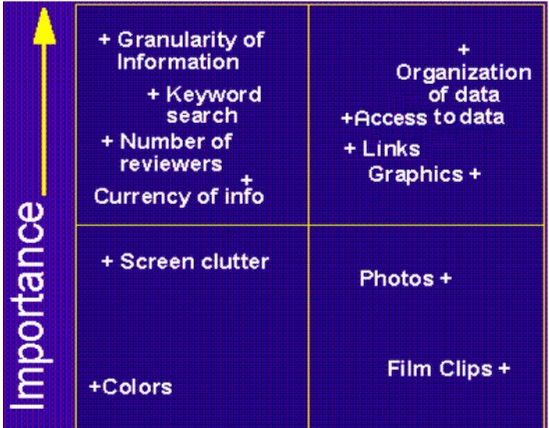 Importance
+ Granularity of
Information
+ Keyword
search
+ Number of
reviewers
+
Currency of info
+
Organization
of data
+Access to data
+ Links
Graphics +
+ Screen clutter
+Colors
Photos +
Film Clips +